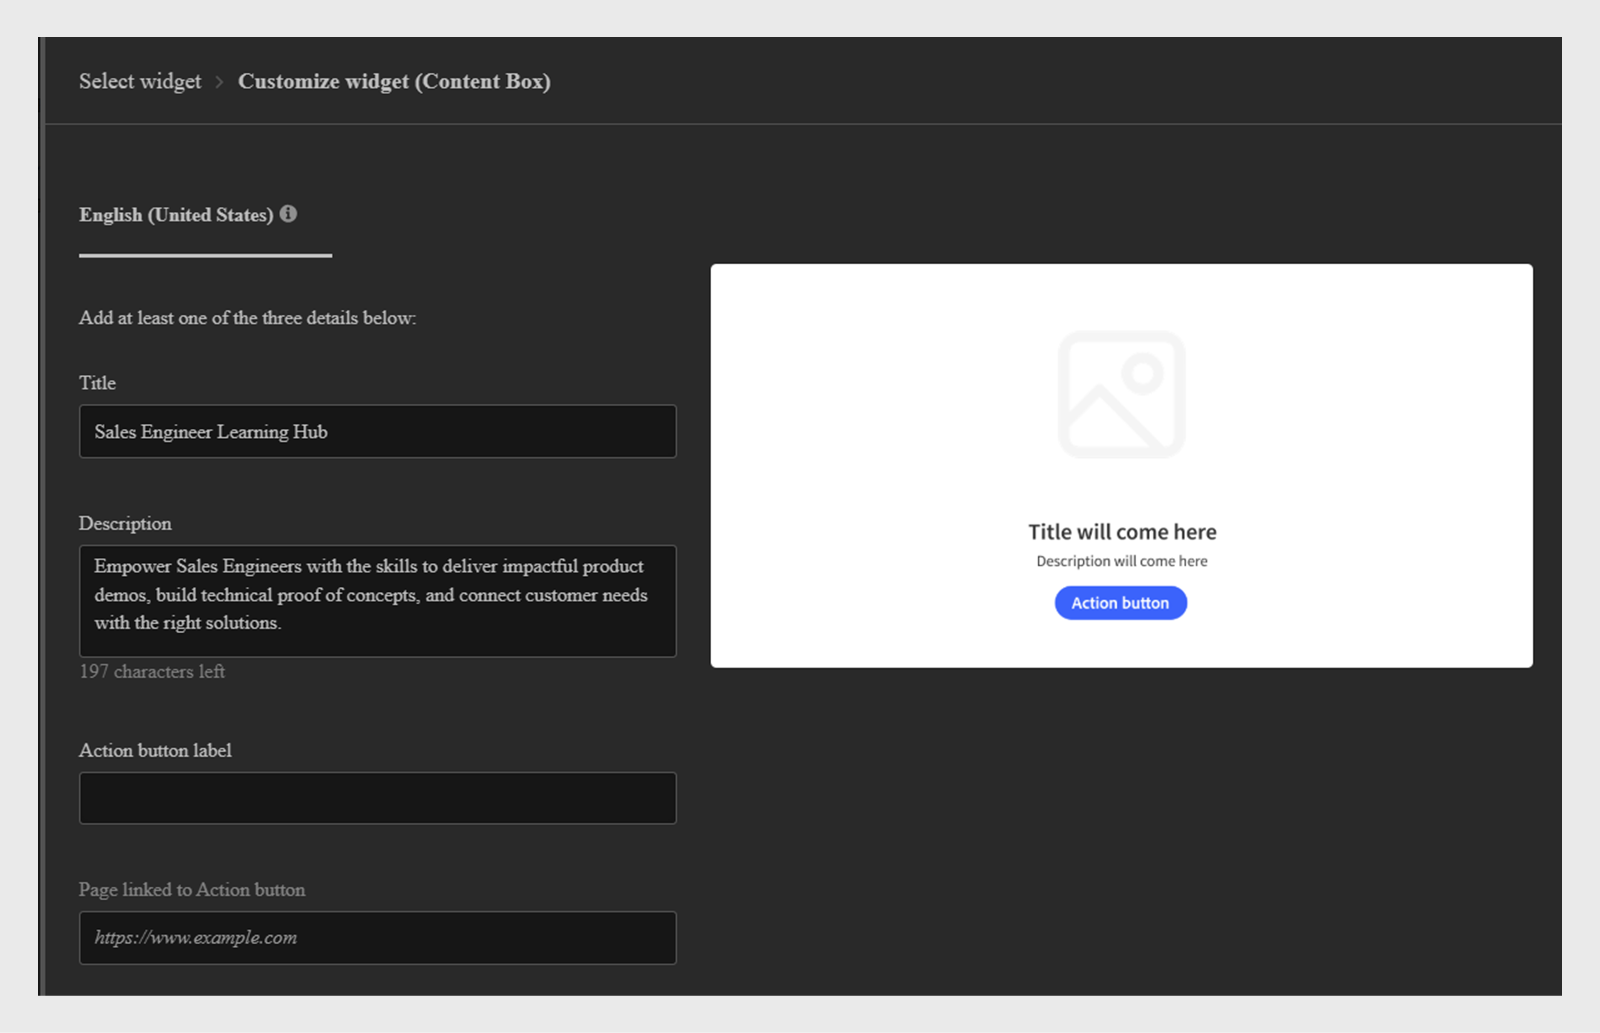 Select widget > Customize widget (Content Box)
English (United States)
Add at least one of the three details below:
Title
Sales Engineer Learning Hub
Description
Empower Sales Engineers with the skills to deliver impactful product
demos, build technical proof of concepts, and connect customer needs
with the right solutions.
197 characters left
Action button label
Page linked to Action button
https://www.example.com
Title will come here
Description will come here
Action button